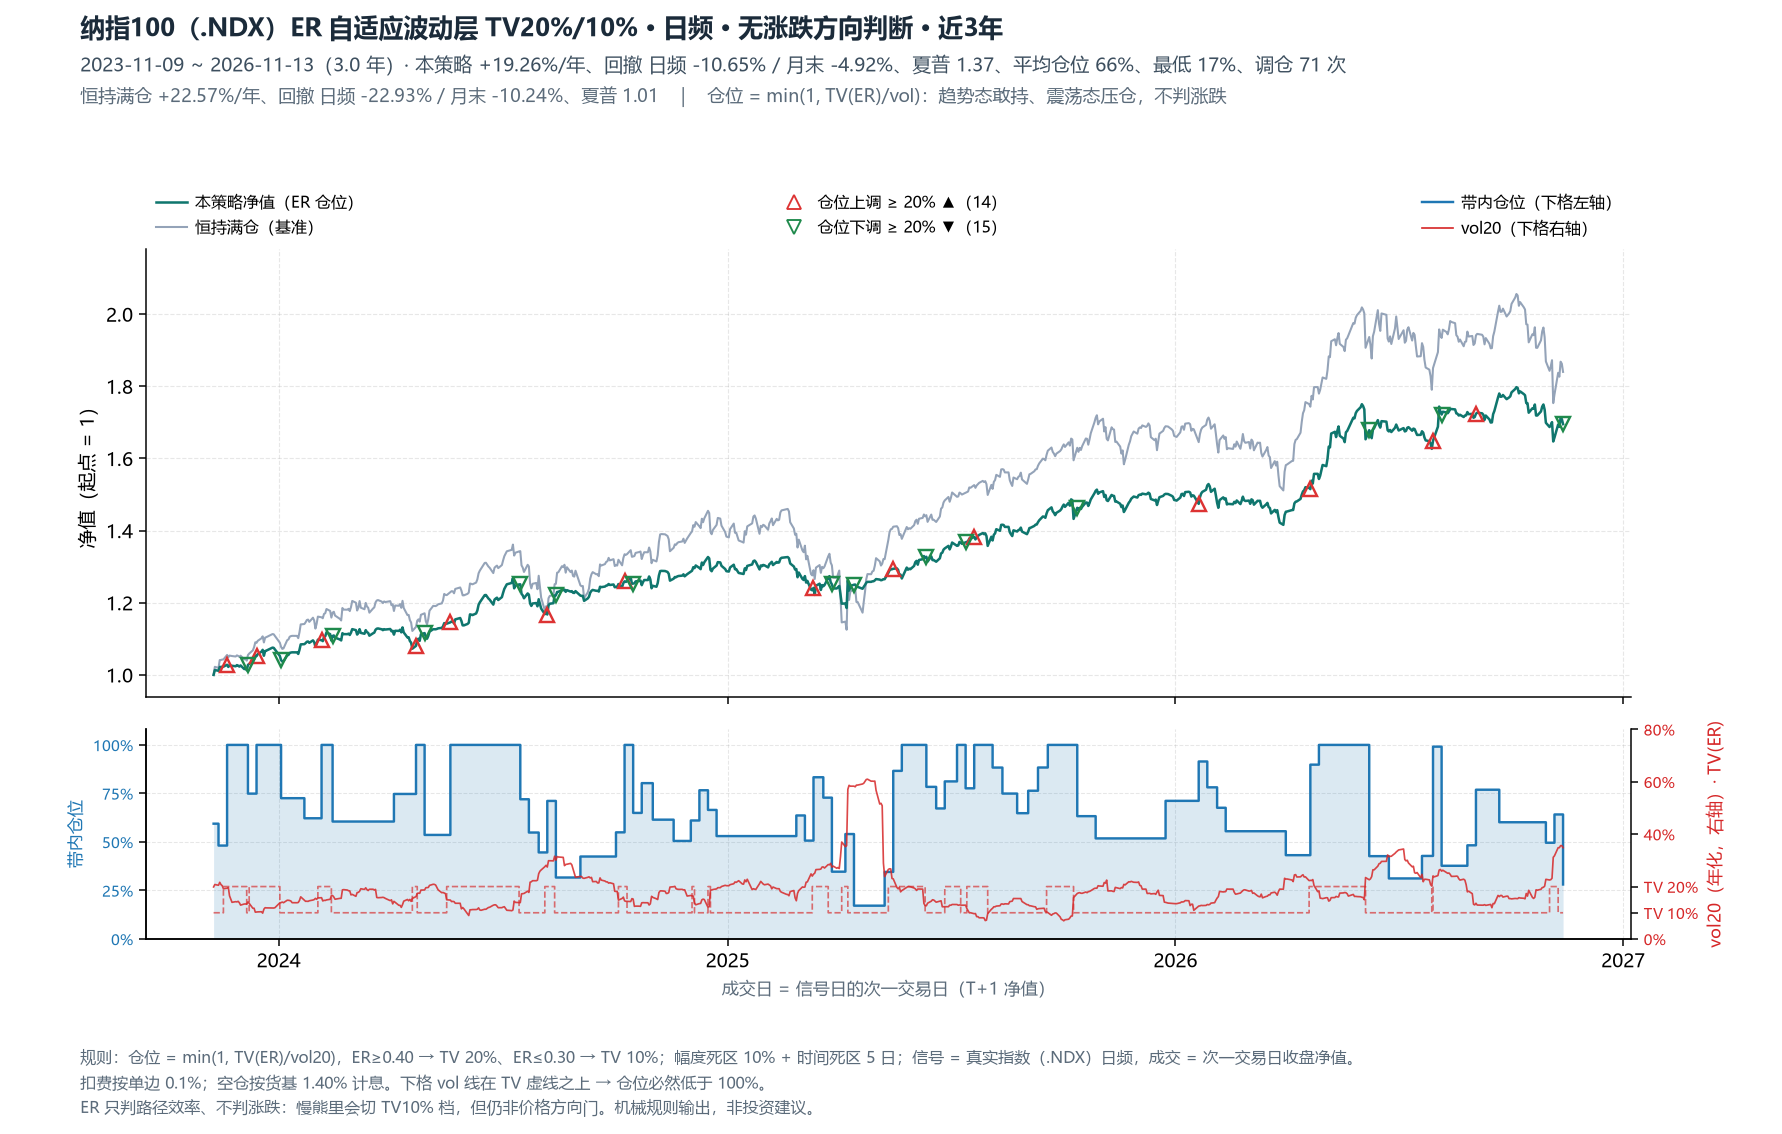 纳指100（.NDX）ER 自适应波动层 TV20%/10% • 日频 • 无涨跌方向判断 • 近3年
2023-11-09 ~ 2026-11-13（3.0 年）· 本策略 +19.26%/年、回撤 日频 -10.65% / 月末 -4.92%、夏普 1.37、平均仓位 66%、最低 17%、调仓 71 次
恒持满仓 +22.57%/年、回撤 日频 -22.93% / 月末 -10.24%、夏普 1.01 | 仓位 = min(1, TV(ER)/vol)：趋势态敢持、震荡态压仓，不判涨跌
本策略净值（ER 仓位）
恒持满仓（基准）
仓位上调 ≥ 20% ▲（14）
仓位下调 ≥ 20% ▼（15）
带内仓位（下格左轴）
vol20（下格右轴）
净值（起点 = 1）
2.0
1.8
1.6
1.4
1.2
1.0
带内仓位
100%
75%
50%
25%
0%
80%
60%
40%
TV 20%
TV 10%
0%
vol20（年化，右轴）· TV(ER)
2024
2025
2026
2027
成交日 = 信号日的次一交易日（T+1 净值）
规则：仓位 = min(1, TV(ER)/vol20)，ER≥0.40 → TV 20%、ER≤0.30 → TV 10%；幅度死区 10% + 时间死区 5 日；信号 = 真实指数（.NDX）日频，成交 = 次一交易日收盘净值。
扣费按单边 0.1%；空仓按货基 1.40% 计息。下格 vol 线在 TV 虚线之上 → 仓位必然低于 100%。
ER 只判路径效率、不判涨跌：慢熊里会切 TV10% 档，但仍非价格方向门。机械规则输出，非投资建议。